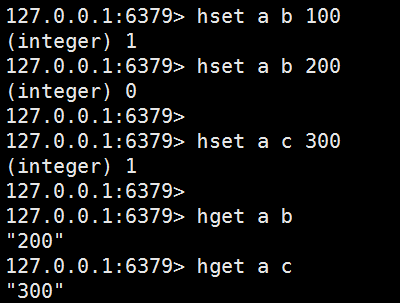 127.0.0.1:6379> hset a b 100
(integer) 1
127.0.0.1:6379> hset a b 200
(integer) 0
127.0.0.1:6379>
127.0.0.1:6379> hset a c 300
(integer) 1
127.0.0.1:6379>
127.0.0.1:6379> hget a b
"200"
127.0.0.1:6379> hget a c
"300"